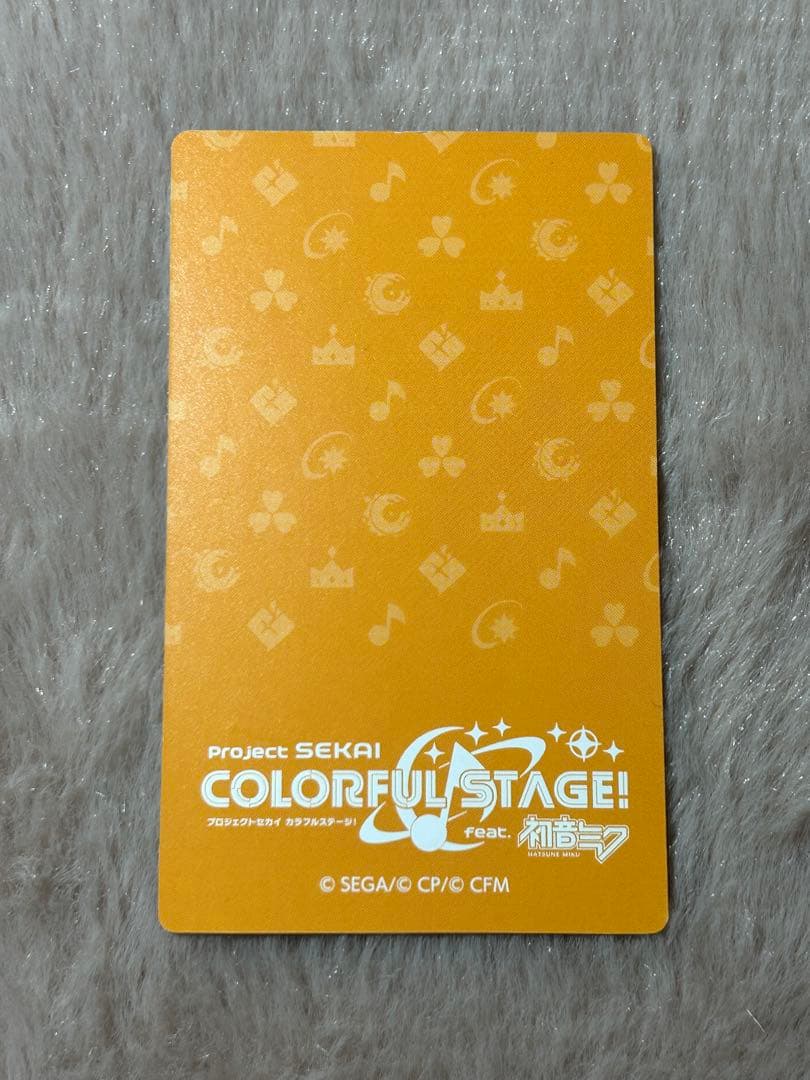 Project SEKAI
COLORFUL STAGE!
プロジェクトセカイ カラフルステージ!
feat. 初音ミク
HATSUNE MIKU
© SEGA/© CP/© CFM